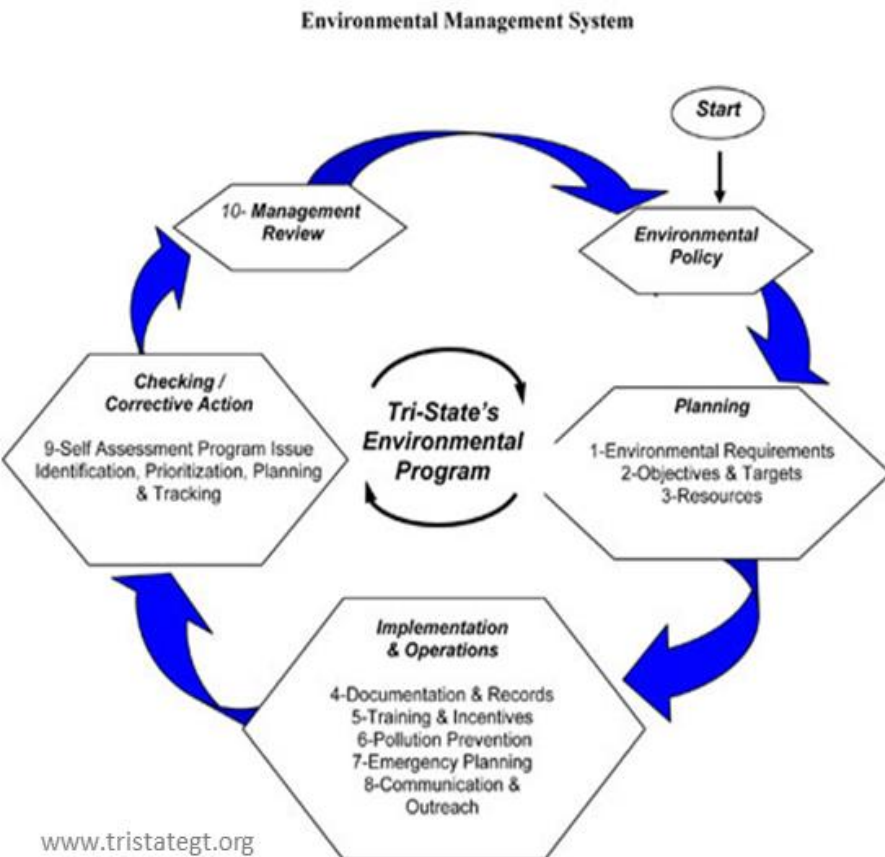 Environmental Management System
Start
Environmental
Policy
Planning
1-Environmental Requirements
2-Objectives & Targets
3-Resources
Implementation
& Operations
4-Documentation & Records
5-Training & Incentives
6-Pollution Prevention
7-Emergency Planning
8-Communication &
Outreach
Checking /
Corrective Action
9-Self Assessment Program Issue
Identification, Prioritization, Planning
& Tracking
10- Management
Review
Tri-State's
Environmental
Program
www.tristategt.org